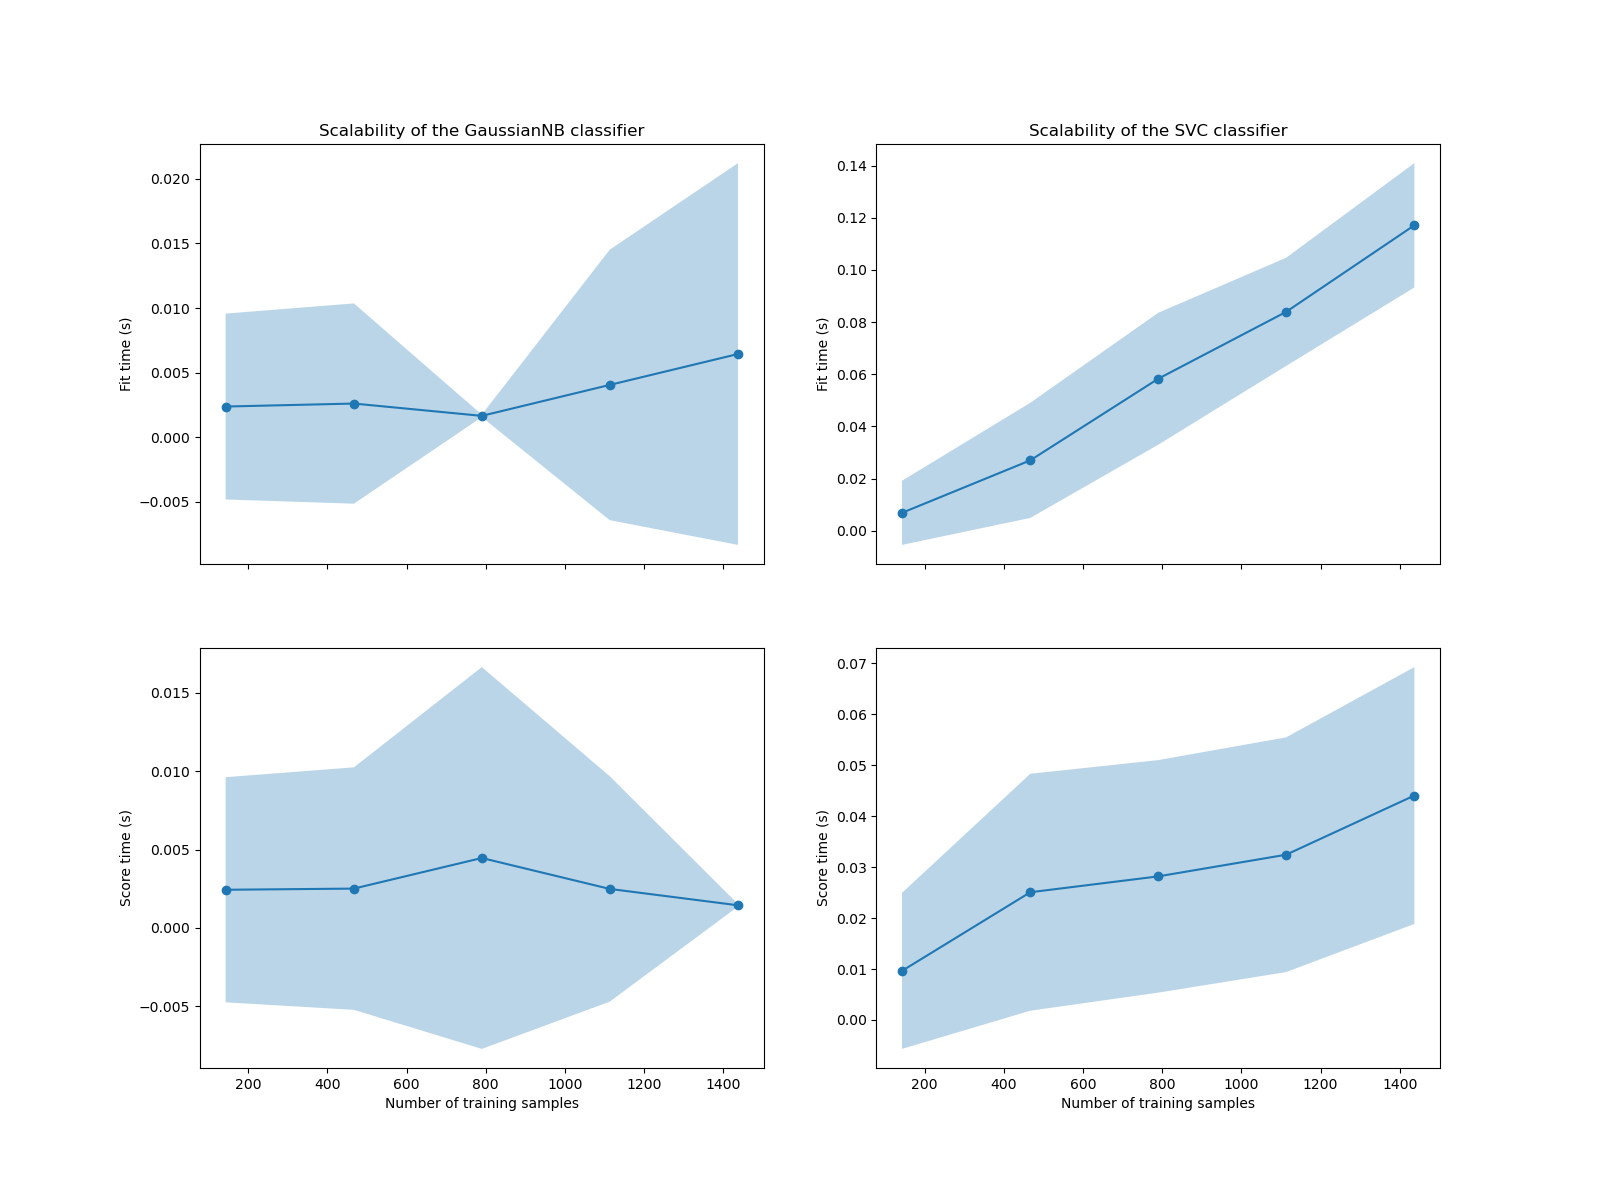 Scalability of the GaussianNB classifier
0.020
0.015
0.010
0.005
0.000
−0.005
Fit time (s)
Scalability of the SVC classifier
0.14
0.12
0.10
0.08
0.06
0.04
0.02
0.00
Fit time (s)
0.015
0.010
0.005
0.000
−0.005
Score time (s)
200 400 600 800 1000 1200 1400
Number of training samples
0.07
0.06
0.05
0.04
0.03
0.02
0.01
0.00
Score time (s)
200 400 600 800 1000 1200 1400
Number of training samples